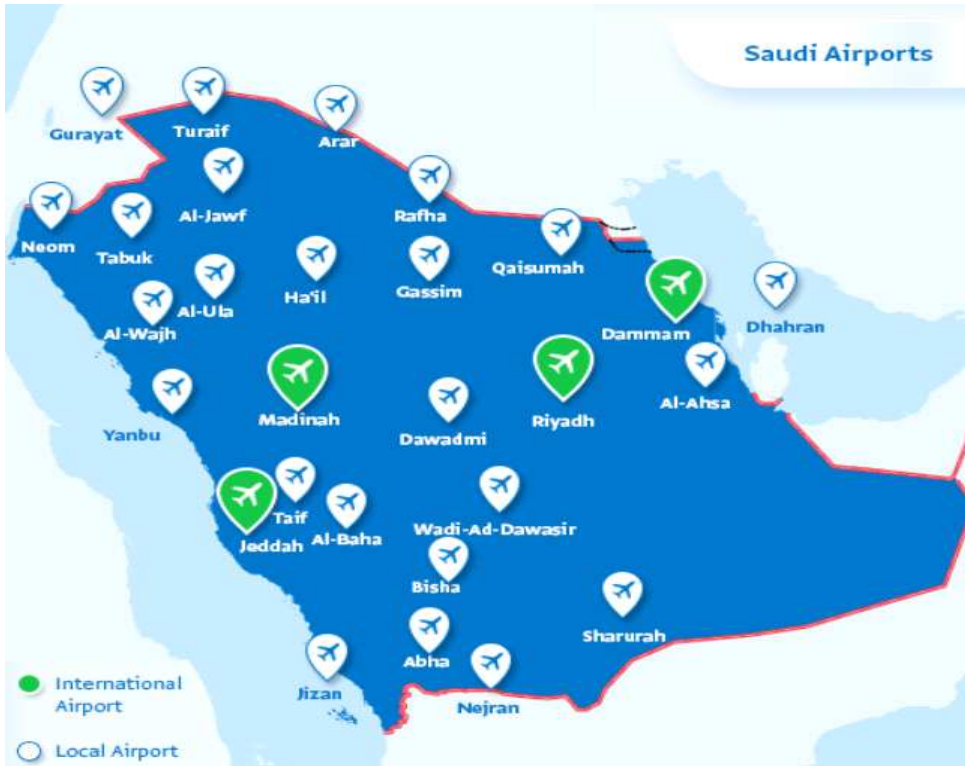 Saudi Airports
Gurayat
Turaif
Arar
Al-Jawf
Rafha
Neom
Tabuk
Qaisumah
Ha'il
Gassim
Al-Ula
Al-Wajh
Dammam
Dhahran
Madinah
Riyadh
Al-Ahsa
Yanbu
Dawadmi
Taif
Jeddah
Al-Baha
Wadi-Ad-Dawasir
Bisha
Sharurah
Abha
Jizan
Nejran
International
Airport
Local Airport